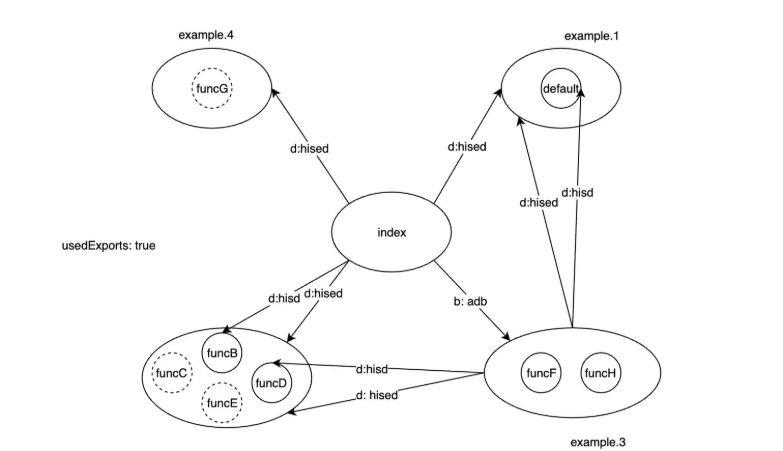 example.4
example.1
funcG
default
d:hised
d:hised
d:hisd
d:hised
index
usedExports: true
d:hisd
d:hised
b: adb
funcB
funcC
funcD
funcE
d:hisd
d: hised
funcF
funcH
example.3